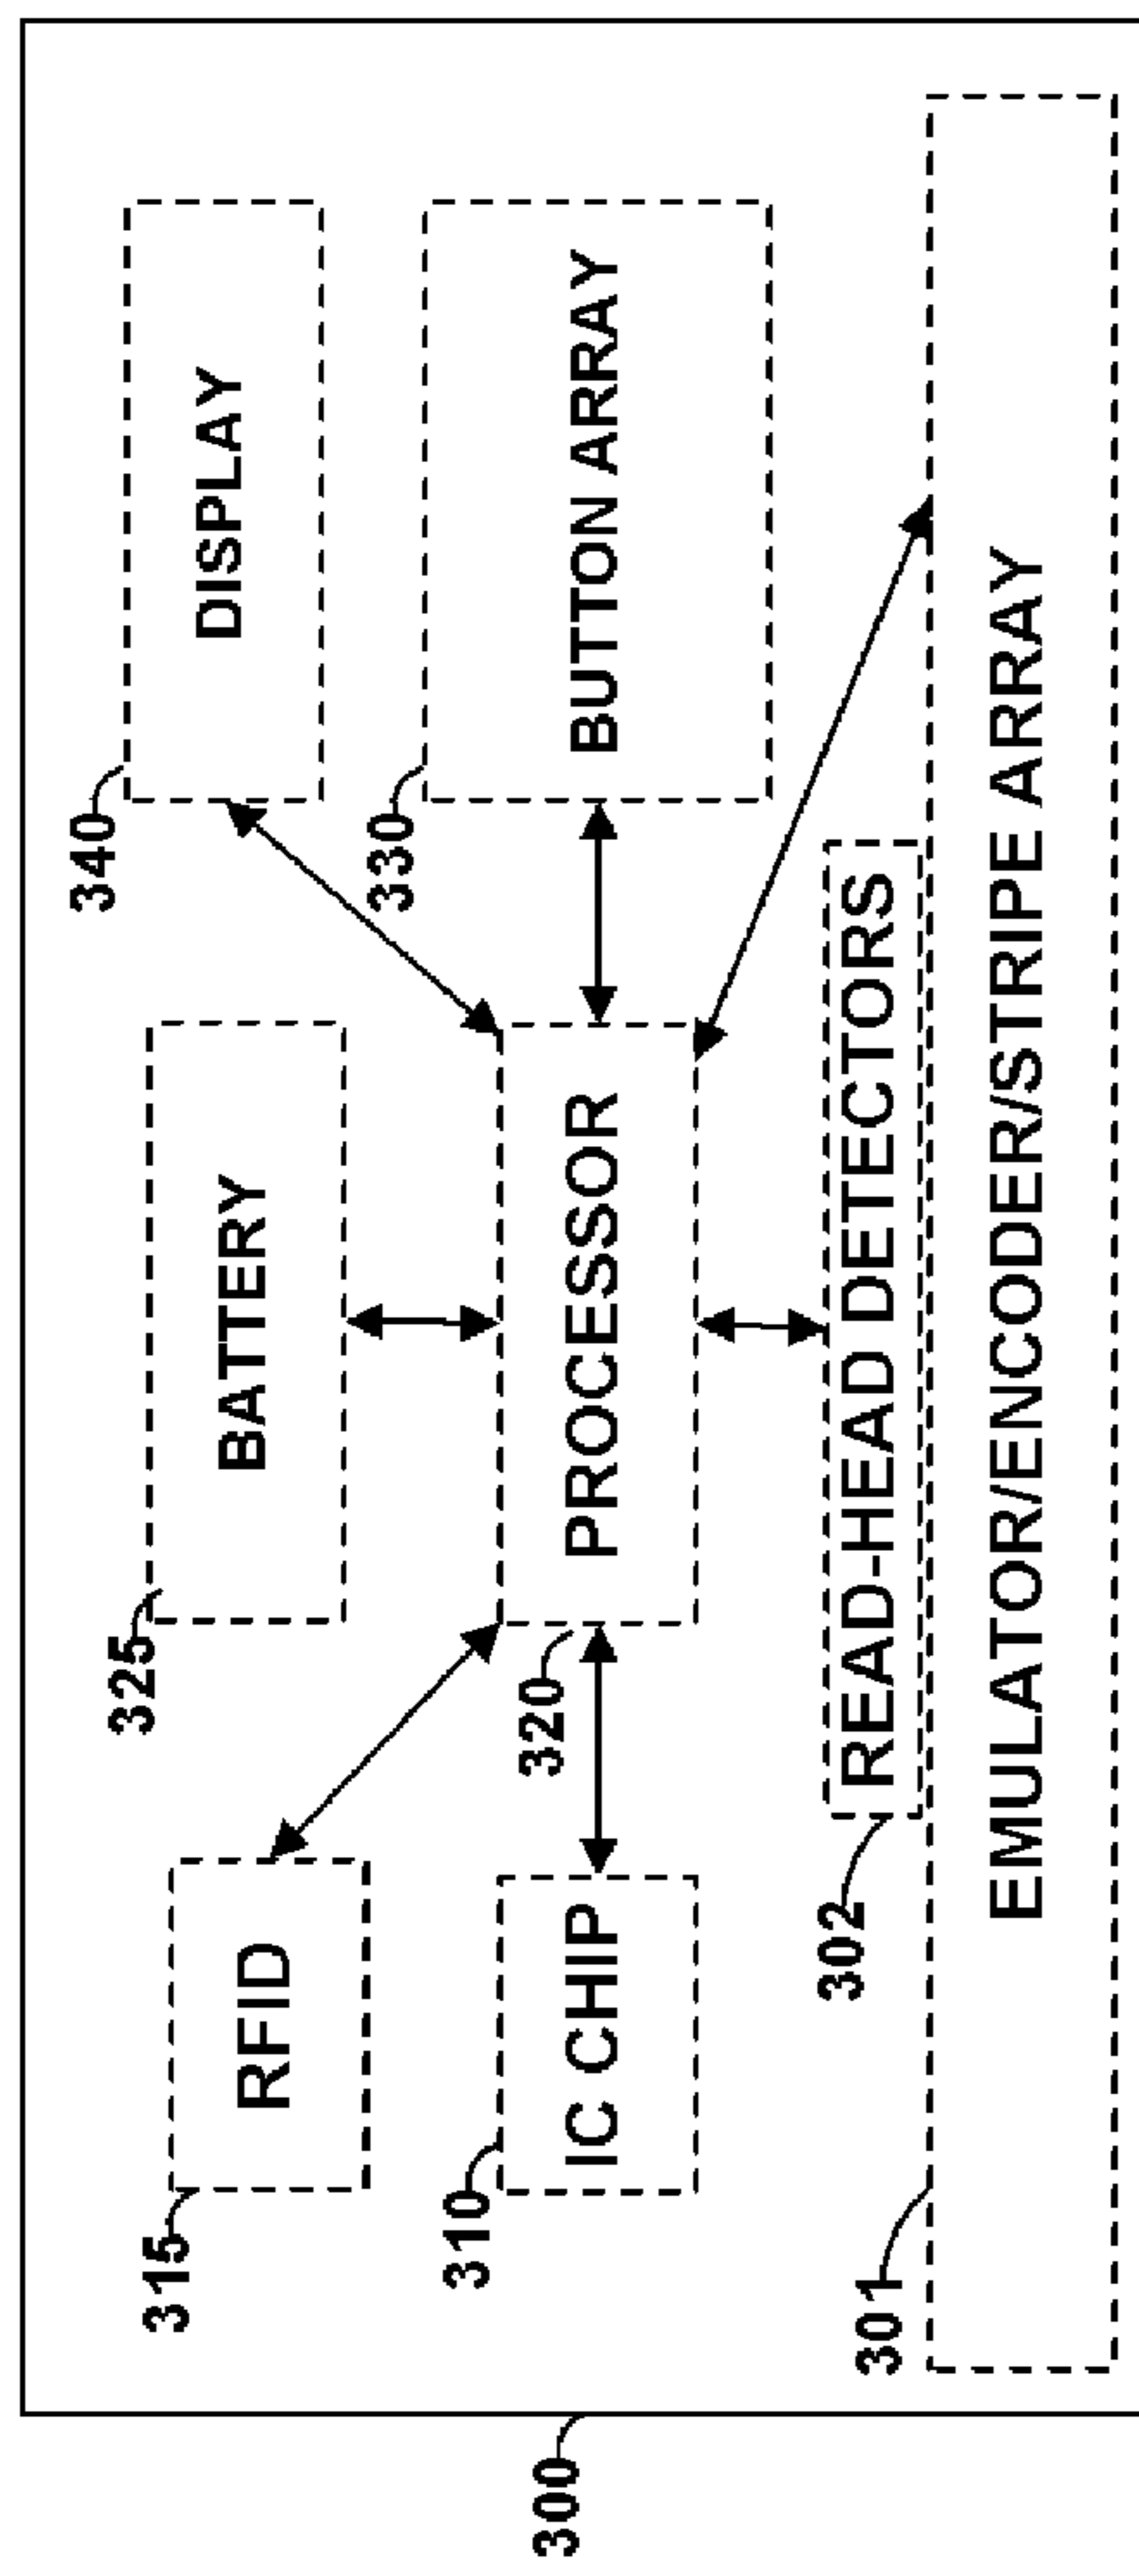 300
315
RFID
325
BATTERY
340
DISPLAY
310
IC CHIP
320
PROCESSOR
330
BUTTON ARRAY
302
READ-HEAD DETECTORS
301
EMULATOR/ENCODER/STRIPE ARRAY